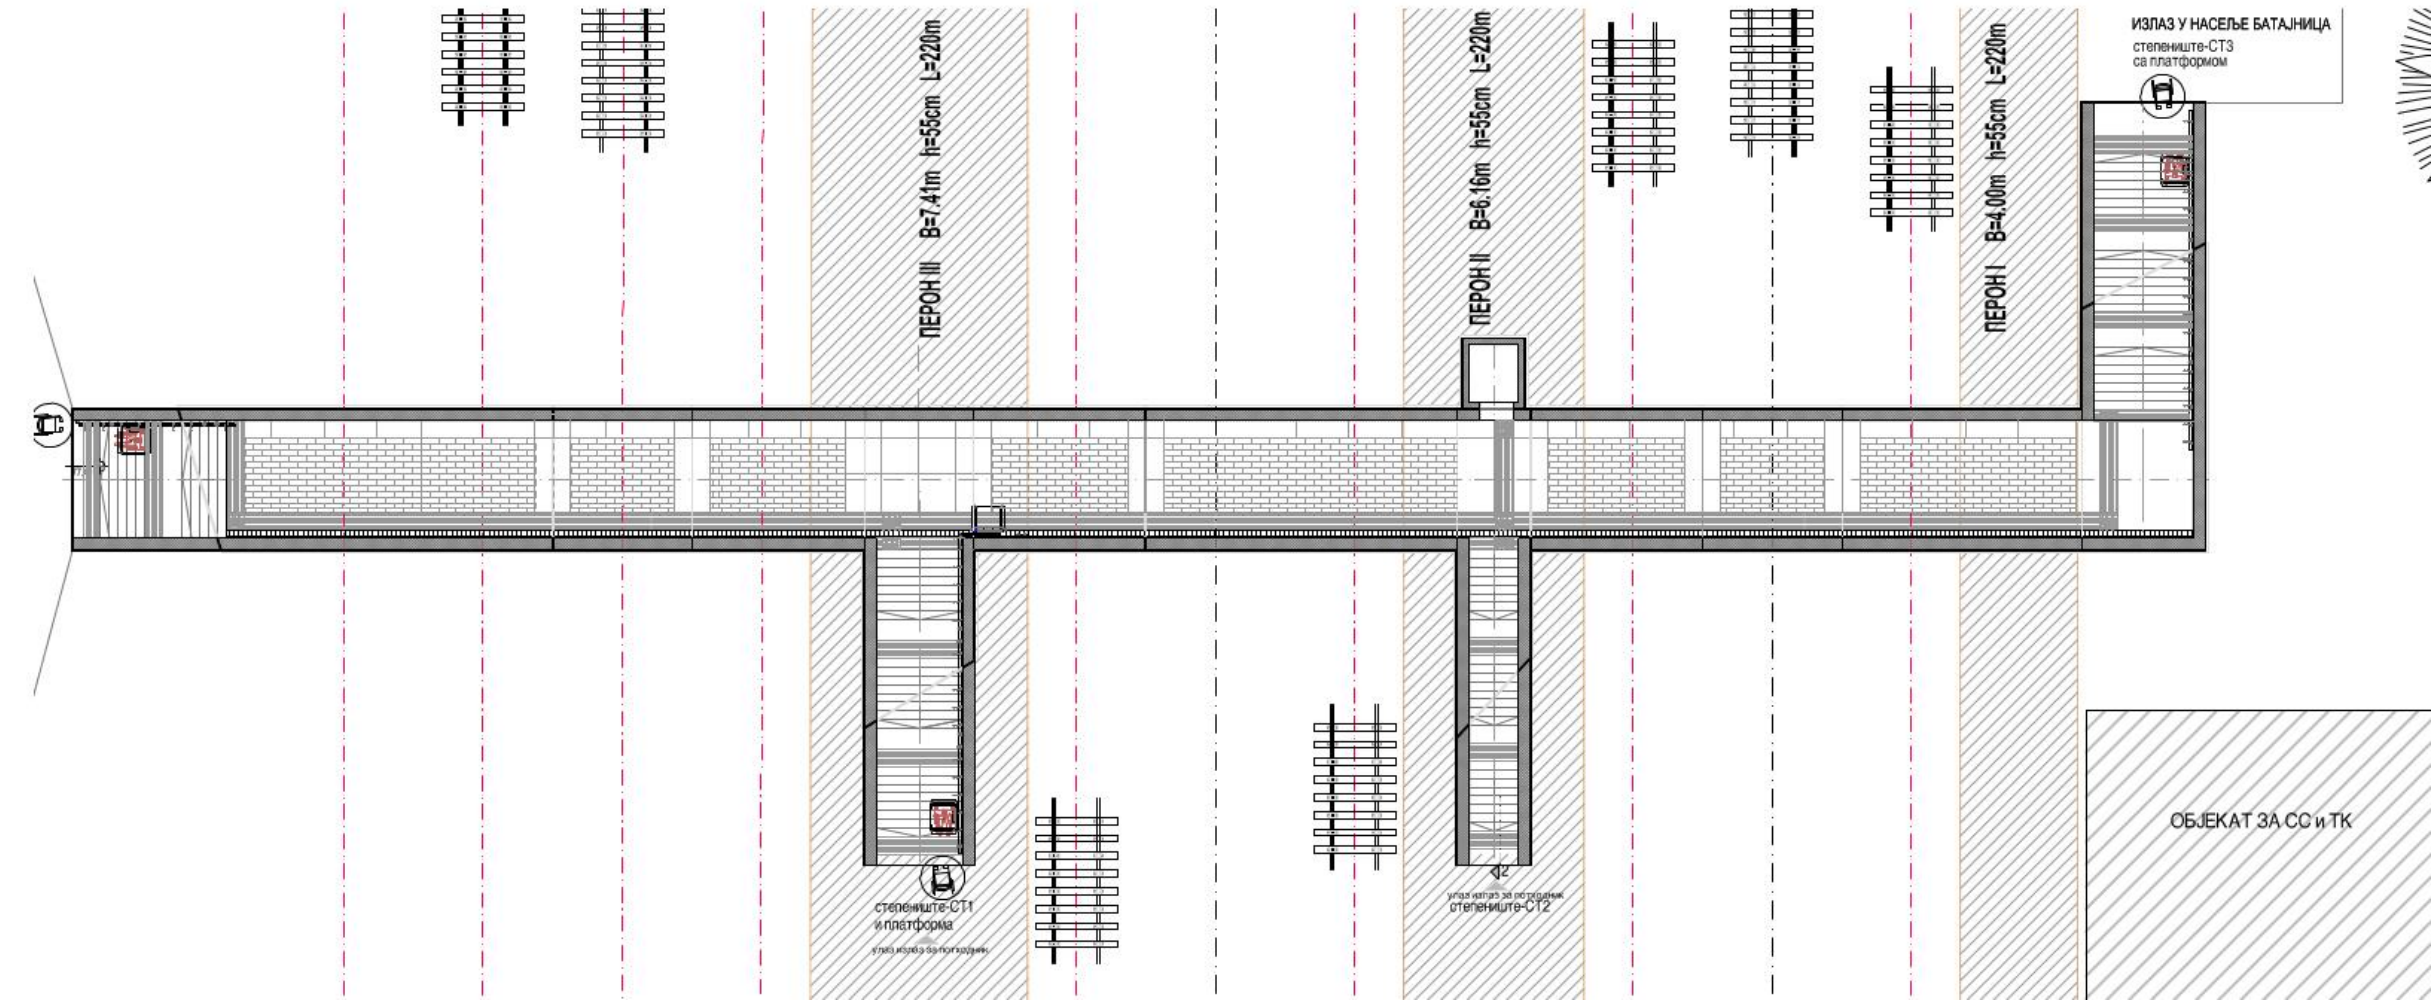 ПЕРОН III B=7.41m h=55cm L=220m
ПЕРОН II B=6.16m h=55cm L=220m
ПЕРОН I B=4.00m h=55cm L=220m
ИЗЛАЗ У НАСЕЉЕ БАТАЈНИЦА
степениште-СТ3
са платформом
степениште-СТ1
и платформа
улаз излаз за потходник
2
улаз излаз за потходник
степениште-СТ2
ОБЈЕКАТ ЗА СС и ТК